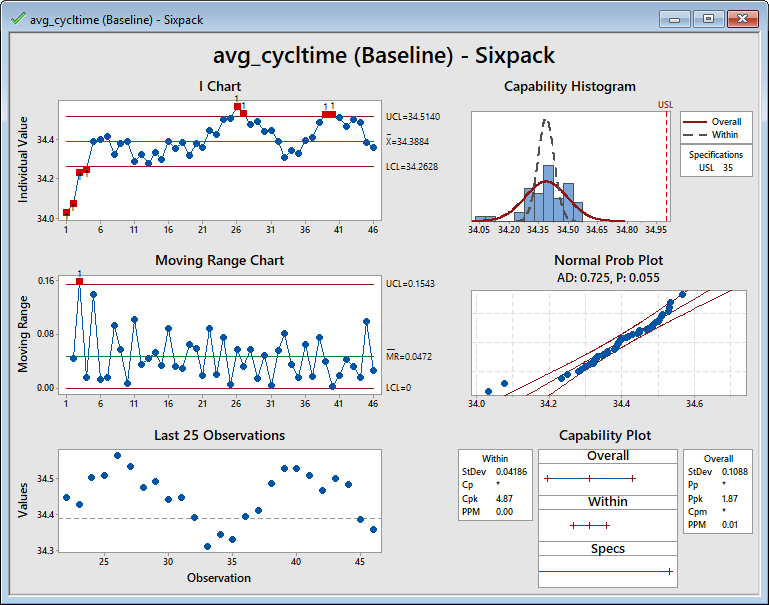 avg_cycltime (Baseline) - Sixpack
avg_cycltime (Baseline) - Sixpack
I Chart
Individual Value
34.4
34.2
34.0
1 6 11 16 21 26 31 36 41 46
1
1
1 1
UCL=34.5140
X̄=34.3884
LCL=34.2628
Capability Histogram
USL
34.05 34.20 34.35 34.50 34.65 34.80 34.95
Overall
Within
Specifications
USL 35
Moving Range Chart
Moving Range
0.16
0.08
0.00
1 6 11 16 21 26 31 36 41 46
1
UCL=0.1543
M̄R̄=0.0472
LCL=0
Normal Prob Plot
AD: 0.725, P: 0.055
34.0 34.2 34.4 34.6
Last 25 Observations
Values
34.5
34.4
34.3
25 30 35 40 45
Observation
Capability Plot
Within
StDev 0.04186
Cp *
Cpk 4.87
PPM 0.00
Overall
Within
Specs
Overall
StDev 0.1088
Pp *
Ppk 1.87
Cpm *
PPM 0.01